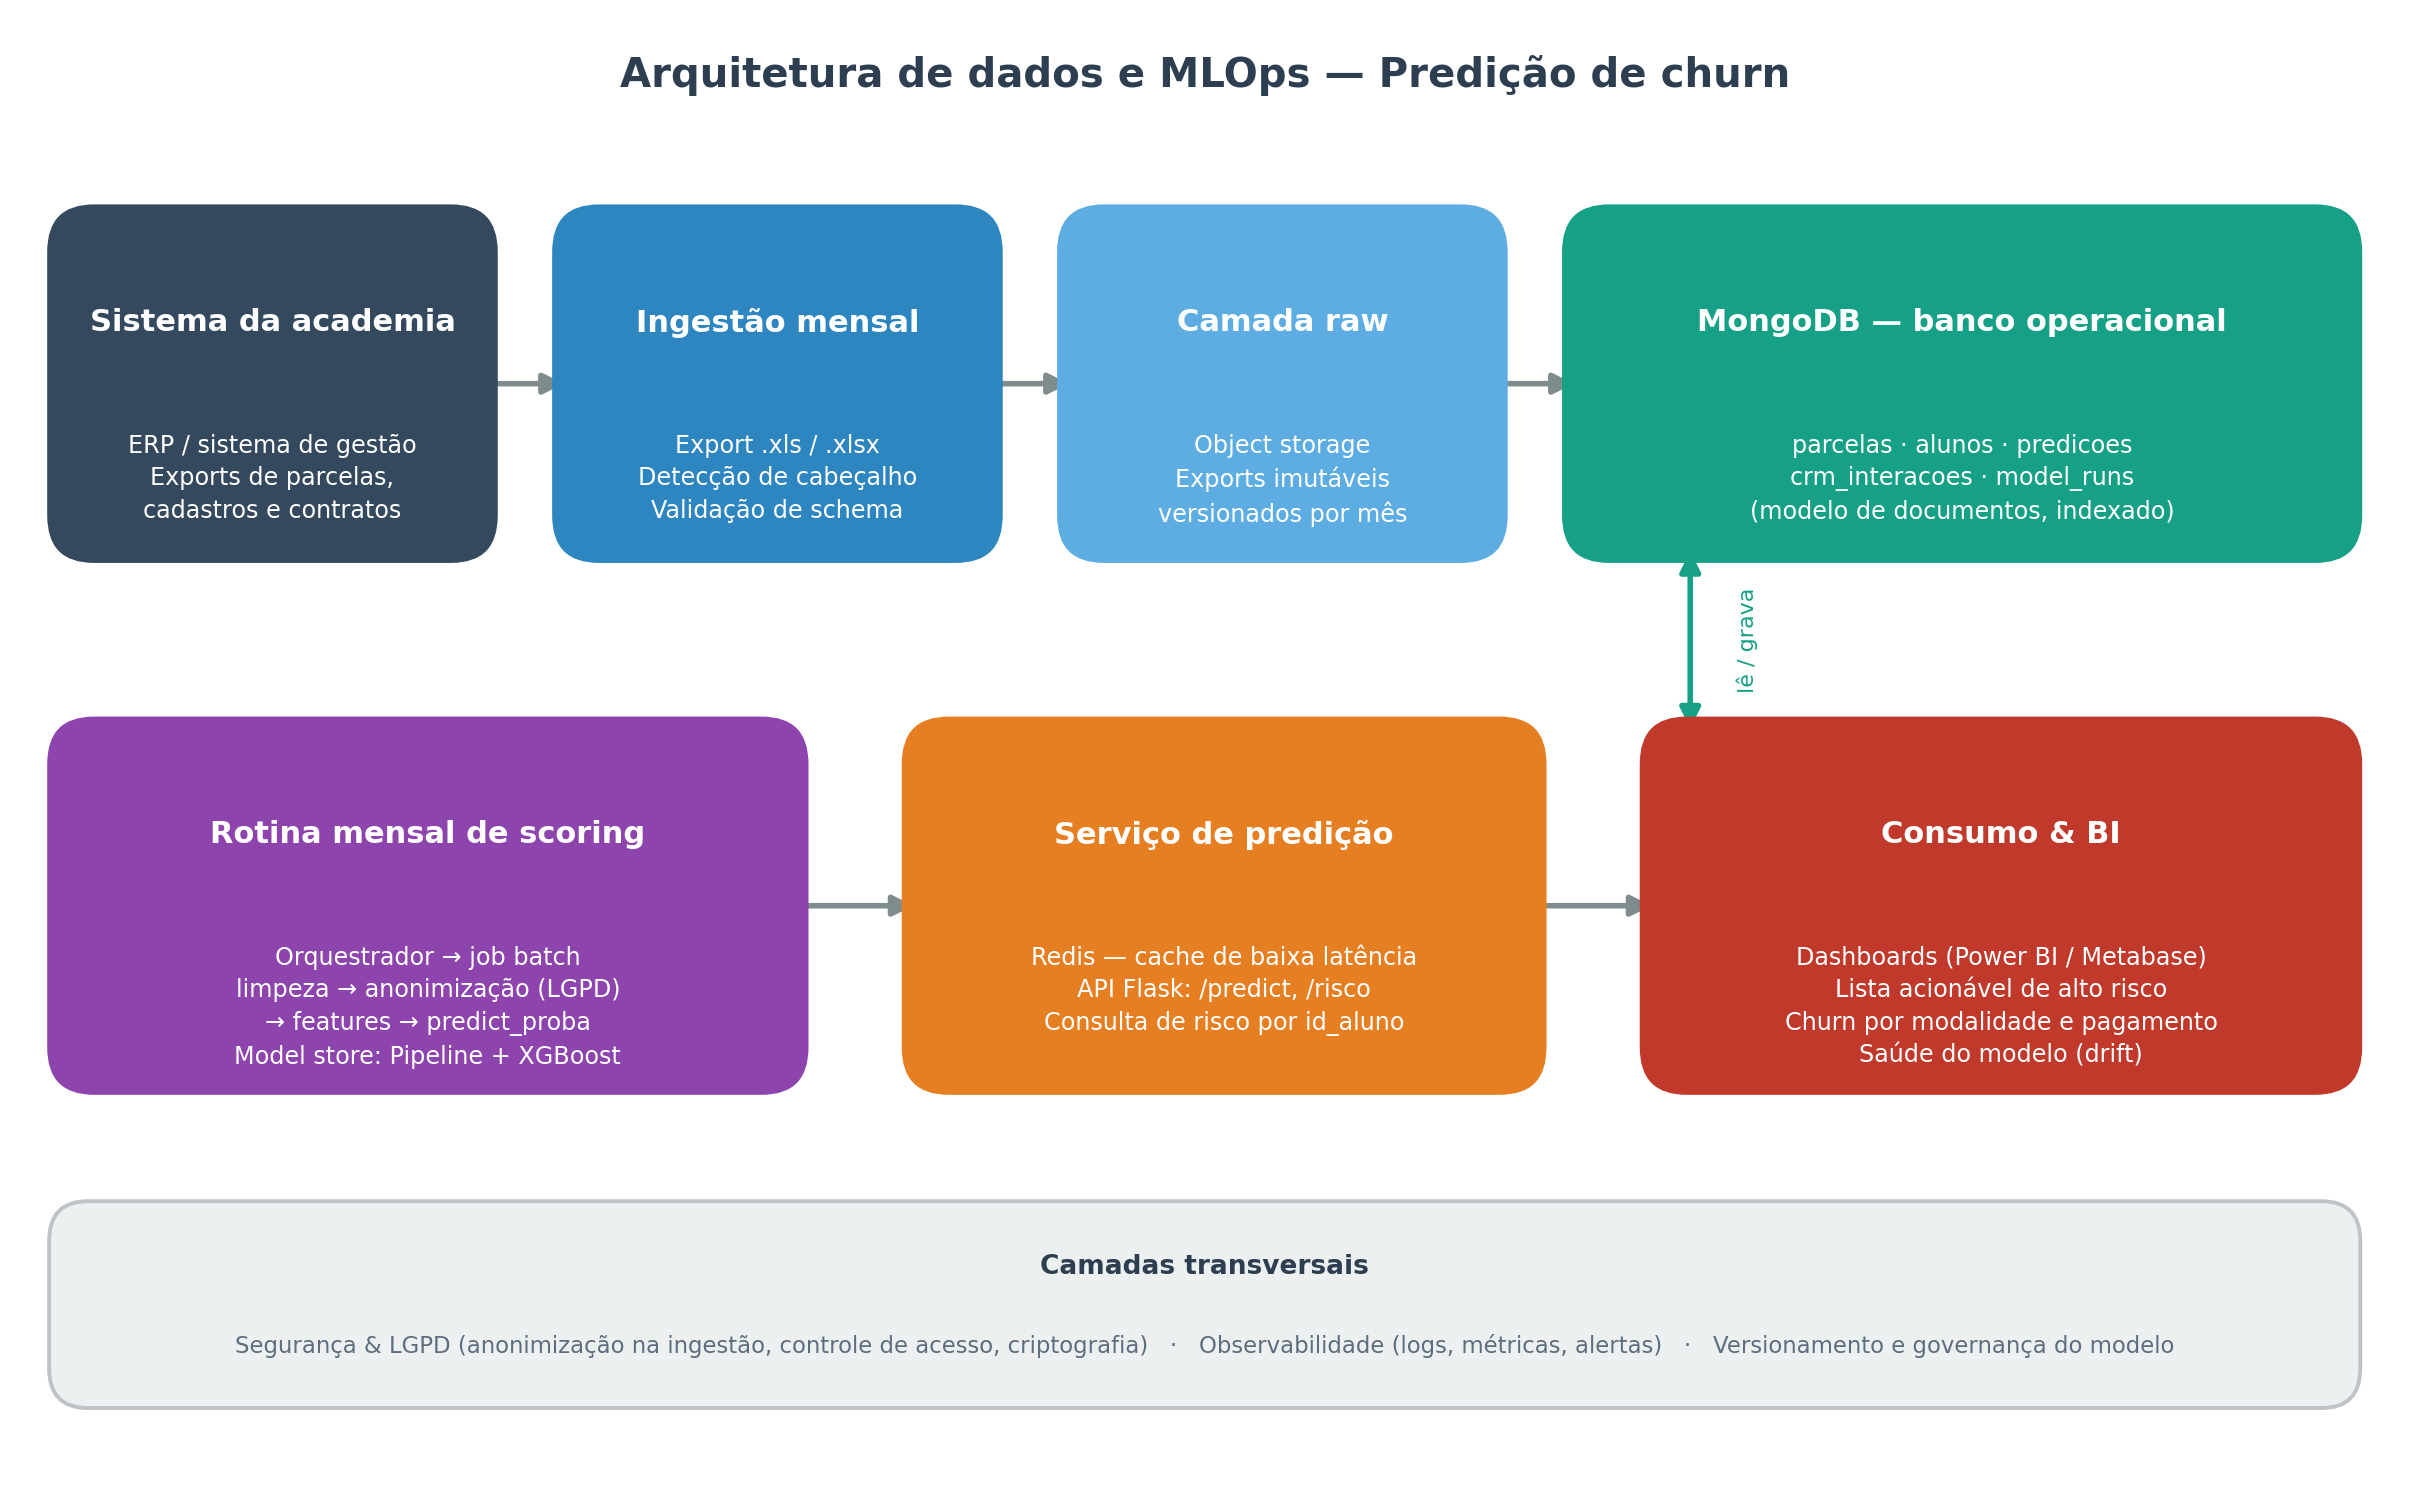 Arquitetura de dados e MLOps — Predição de churn
Sistema da academia
ERP / sistema de gestão
Exports de parcelas,
cadastros e contratos
Ingestão mensal
Export .xls / .xlsx
Detecção de cabeçalho
Validação de schema
Camada raw
Object storage
Exports imutáveis
versionados por mês
MongoDB — banco operacional
parcelas · alunos · predicoes
crm_interacoes · model_runs
(modelo de documentos, indexado)
lê / grava
Rotina mensal de scoring
Orquestrador → job batch
limpeza → anonimização (LGPD)
→ features → predict_proba
Model store: Pipeline + XGBoost
Serviço de predição
Redis — cache de baixa latência
API Flask: /predict, /risco
Consulta de risco por id_aluno
Consumo & BI
Dashboards (Power BI / Metabase)
Lista acionável de alto risco
Churn por modalidade e pagamento
Saúde do modelo (drift)
Camadas transversais
Segurança & LGPD (anonimização na ingestão, controle de acesso, criptografia) · Observabilidade (logs, métricas, alertas) · Versionamento e governança do modelo